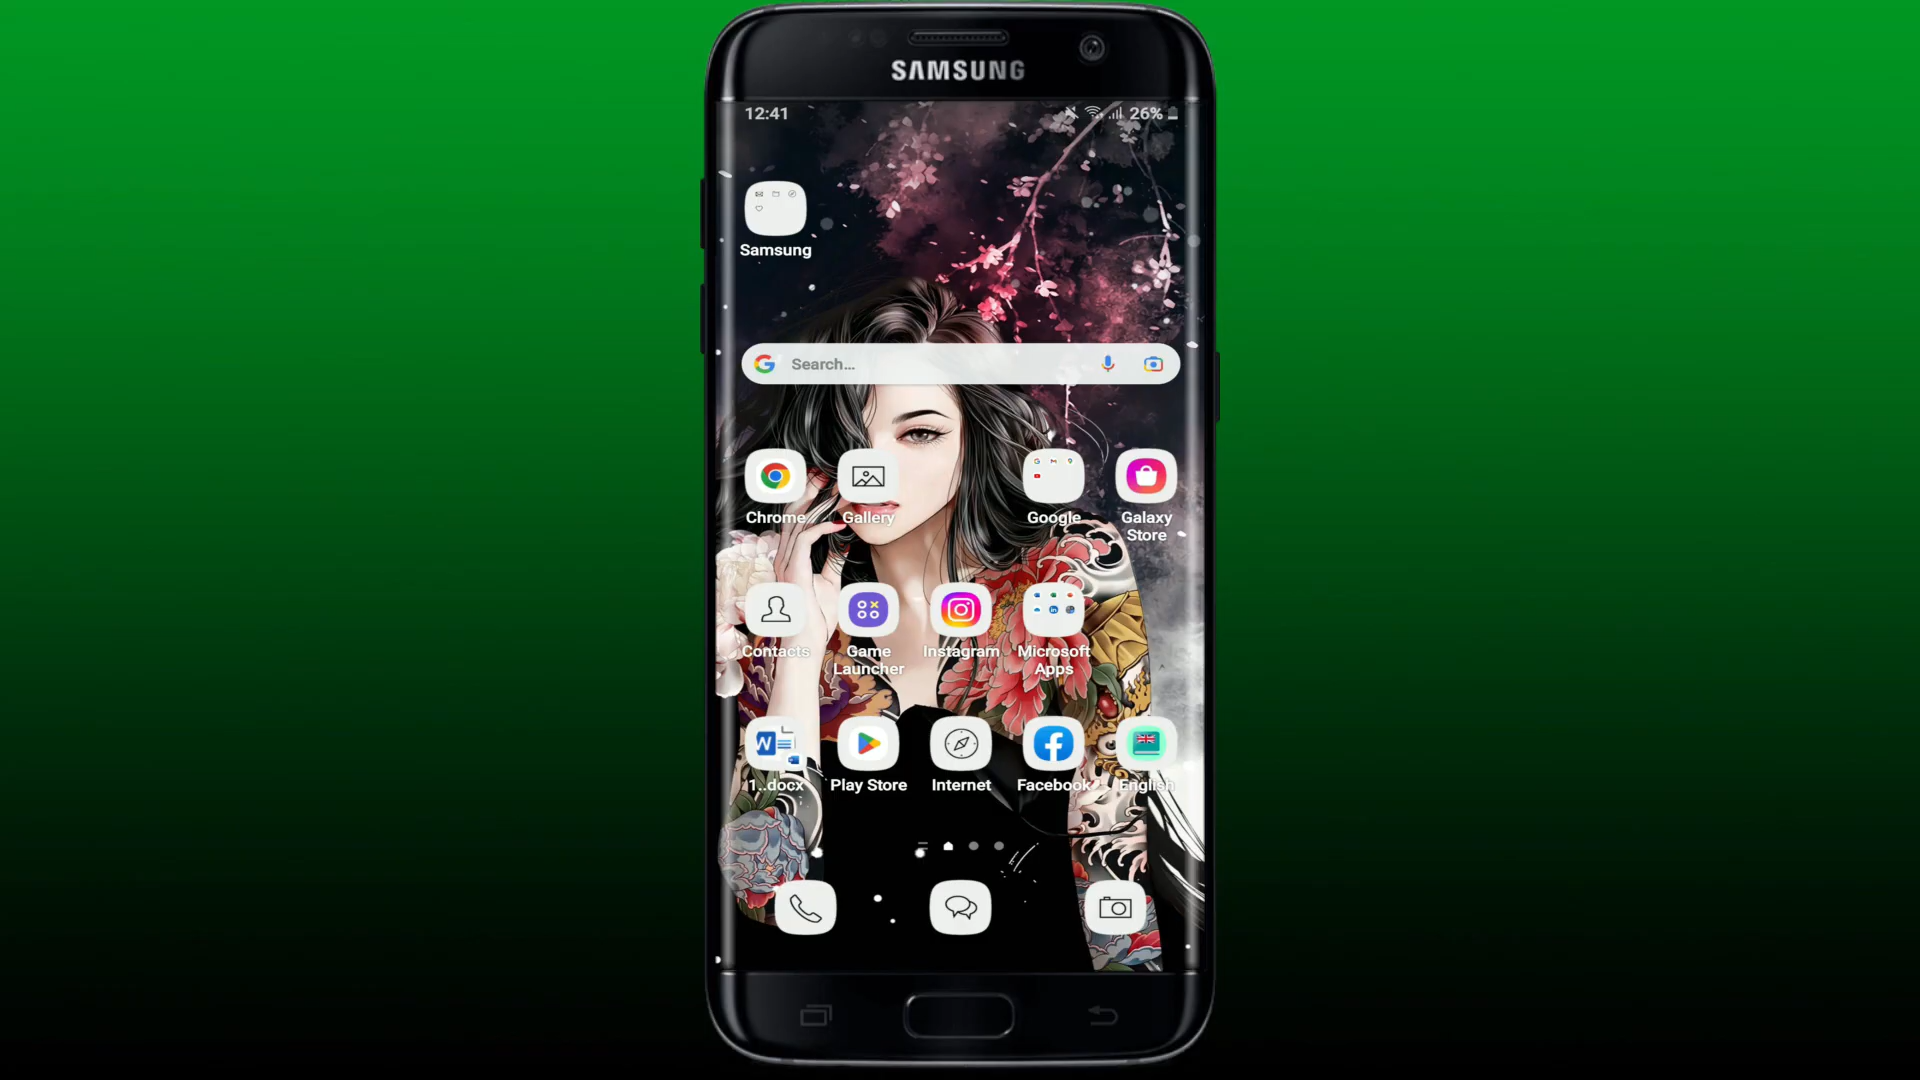 SAMSUNG
12:41
26%
Samsung
Search...
Chrome
Gallery
Google
Galaxy
Store
Contacts
Game
Launcher
Instagram
Microsoft
Apps
1..docx
Play Store
Internet
Facebook
English